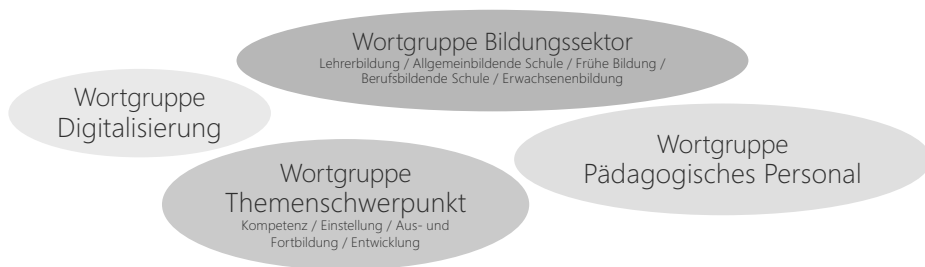 Wortgruppe Bildungssektor
Lehrerbildung / Allgemeinbildende Schule / Frühe Bildung /
Berufsbildende Schule / Erwachsenenbildung
Wortgruppe
Digitalisierung
Wortgruppe
Pädagogisches Personal
Wortgruppe
Themenschwerpunkt
Kompetenz / Einstellung / Aus- und
Fortbildung / Entwicklung